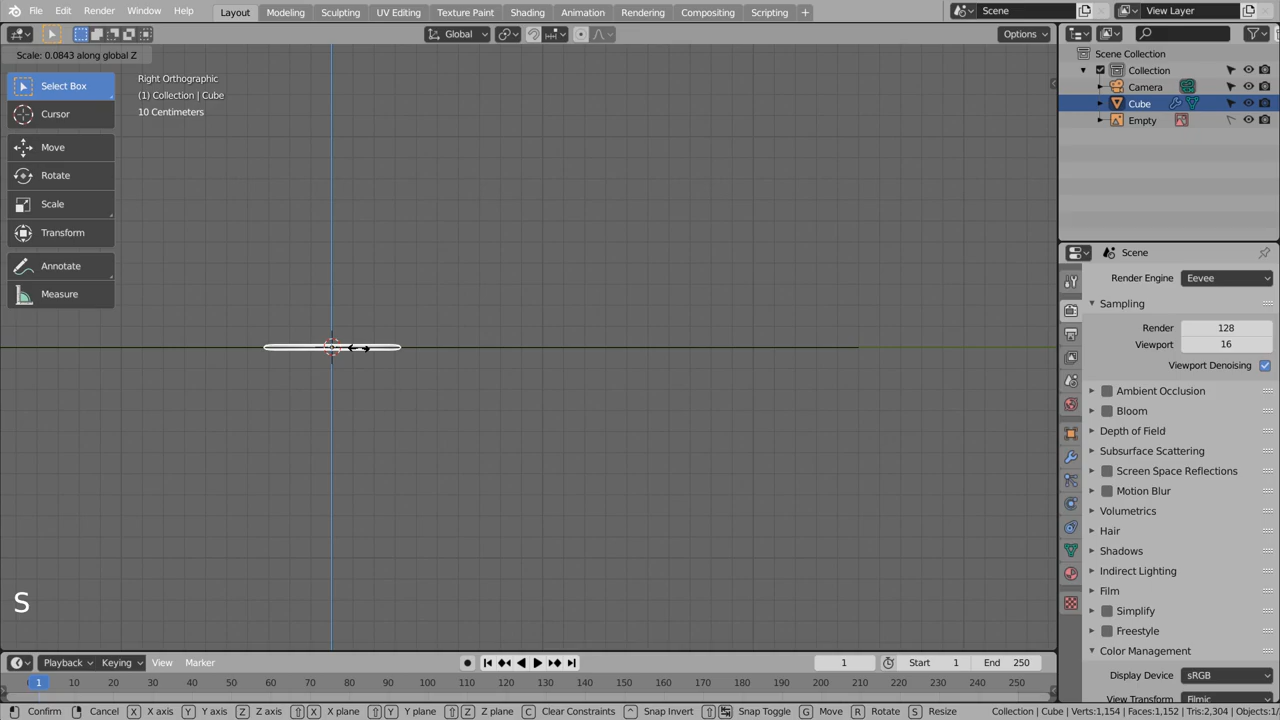 File Edit Render Window Help Layout Modeling Sculpting UV Editing Texture Paint Shading Animation Rendering Compositing Scripting + Scene View Layer
Global Options
Scale: 0.0843 along global Z
Scene Collection
Collection
Camera
Cube
Empty
Select Box
Cursor
Move
Rotate
Scale
Transform
Annotate
Measure
Right Orthographic
(1) Collection | Cube
10 Centimeters
Scene
Render Engine Eevee
Sampling
Render 128
Viewport 16
Viewport Denoising
Ambient Occlusion
Bloom
Depth of Field
Subsurface Scattering
Screen Space Reflections
Motion Blur
Volumetrics
Hair
Shadows
Indirect Lighting
Film
Simplify
Freestyle
Color Management
Display Device sRGB
View Transform Filmic
S
Playback Keying View Marker 1 Start 1 End 250
1 10 20 30 40 50 60 70 80 90 100 110 120 130 140 150 160 170 180 190 200 210 220 230 240 250
Confirm Cancel X X axis Y Y axis Z Z axis X X plane Y Y plane Z Z plane C Clear Constraints ^ Snap Invert Snap Toggle G Move R Rotate S Resize Collection | Cube | Verts:1,154 | Faces:1,152 | Tris:2,304 | Objects:1